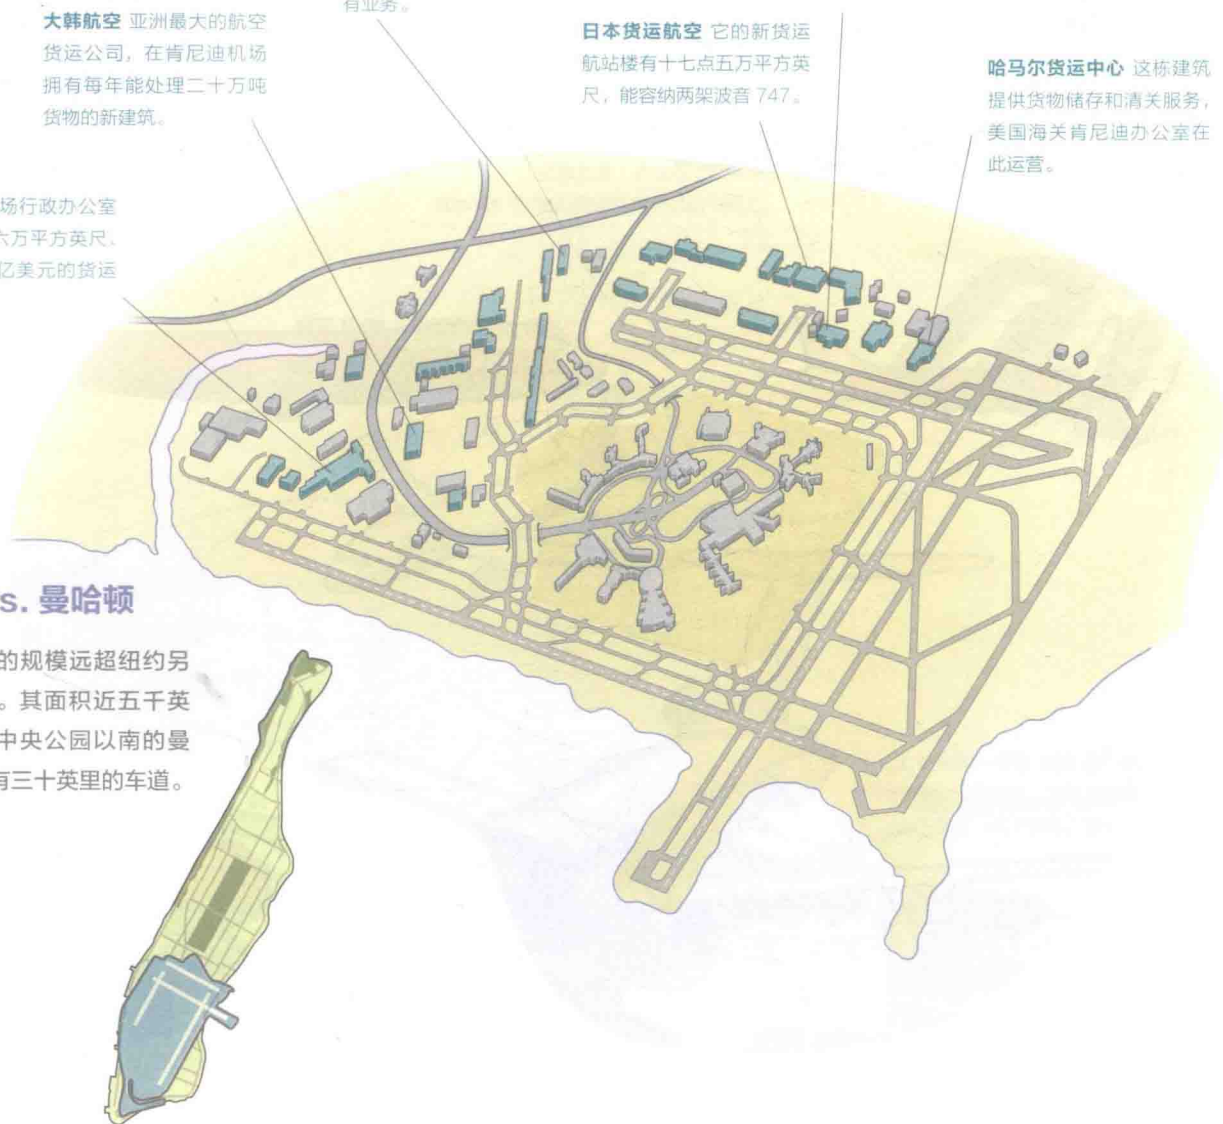 有业务。
大韩航空 亚洲最大的航空
货运公司，在肯尼迪机场
拥有每年能处理二十万吨
货物的新建筑。
日本货运航空 它的新货运
航站楼有十七点五万平方英
尺，能容纳两架波音 747。
哈马尔货运中心 这栋建筑
提供货物储存和清关服务，
美国海关肯尼迪办公室在
此运营。
场行政办公室
六万平方英尺、
亿美元的货运
s. 曼哈顿
的规模远超纽约另
。其面积近五千英
中央公园以南的曼
有三十英里的车道。